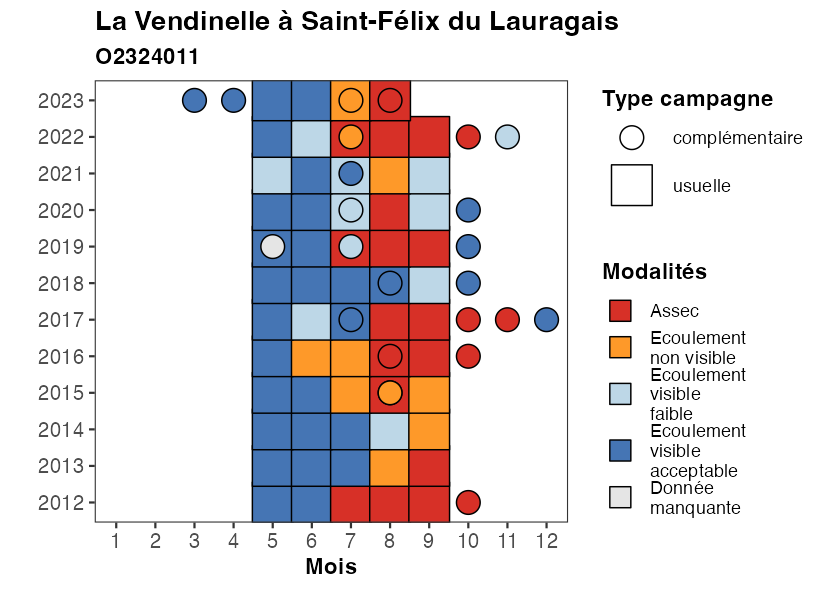 La Vendinelle à Saint-Félix du Lauragais
O2324011
2023
2022
2021
2020
2019
2018
2017
2016
2015
2014
2013
2012
1 2 3 4 5 6 7 8 9 10 11 12
Mois
Type campagne
complémentaire
usuelle
Modalités
Assec
Ecoulement
non visible
Ecoulement
visible
faible
Ecoulement
visible
acceptable
Donnée
manquante